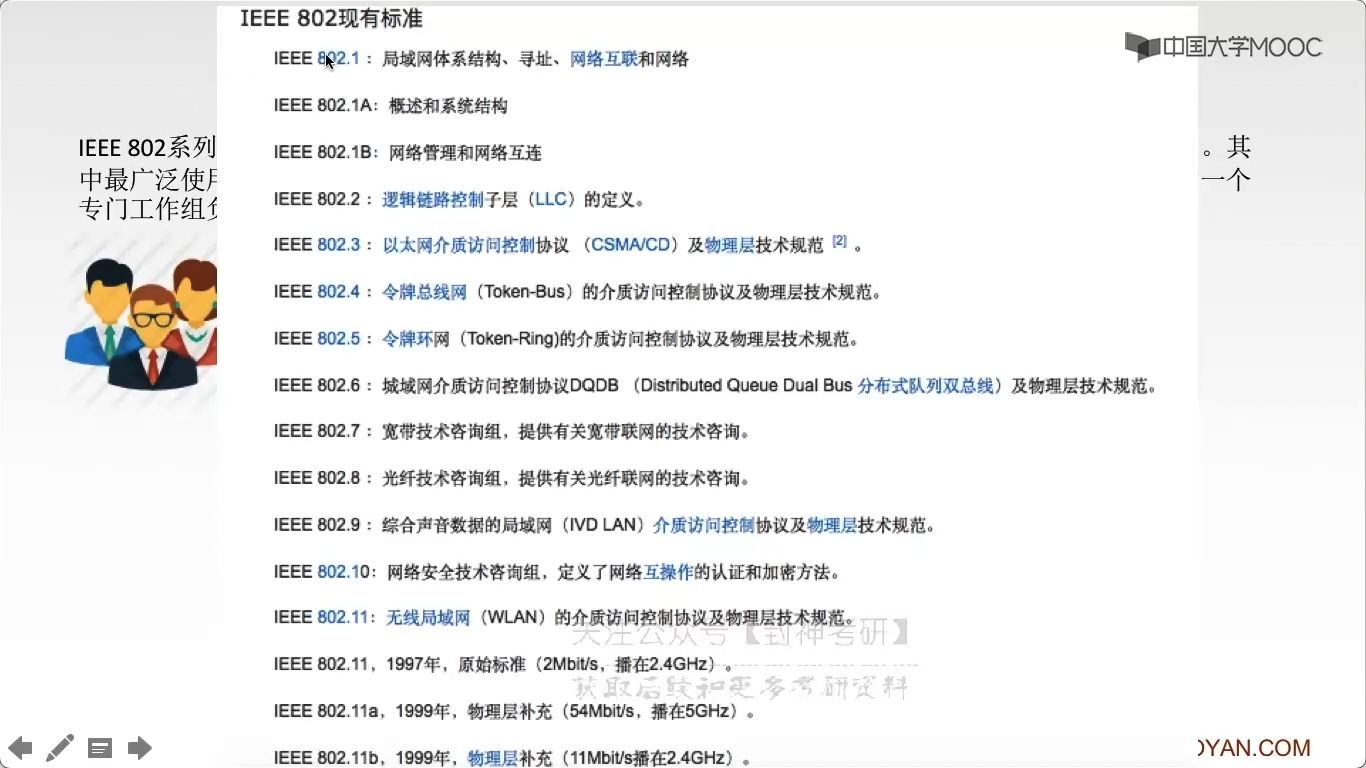 IEEE 802现有标准
中国大学MOOC
IEEE 802.1 ：局域网体系结构、寻址、网络互联和网络
IEEE 802.1A：概述和系统结构
IEEE 802系列
。其
IEEE 802.1B：网络管理和网络互连
中最广泛使用
一个
IEEE 802.2 ：逻辑链路控制子层（LLC）的定义。
专门工作组负
IEEE 802.3 ：以太网介质访问控制协议 （CSMA/CD）及物理层技术规范 [2] 。
IEEE 802.4 ：令牌总线网（Token-Bus）的介质访问控制协议及物理层技术规范。
IEEE 802.5 ：令牌环网（Token-Ring)的介质访问控制协议及物理层技术规范。
IEEE 802.6 ：城域网介质访问控制协议DQDB （Distributed Queue Dual Bus 分布式队列双总线）及物理层技术规范。
IEEE 802.7 ：宽带技术咨询组，提供有关宽带联网的技术咨询。
IEEE 802.8 ：光纤技术咨询组，提供有关光纤联网的技术咨询。
IEEE 802.9 ：综合声音数据的局域网（IVD LAN）介质访问控制协议及物理层技术规范。
IEEE 802.10：网络安全技术咨询组，定义了网络互操作的认证和加密方法。
IEEE 802.11：无线局域网（WLAN）的介质访问控制协议及物理层技术规范。
关注公众号【封神考研】
IEEE 802.11，1997年，原始标准（2Mbit/s，播在2.4GHz）。
获取后续和更多考研资料
IEEE 802.11a，1999年，物理层补充（54Mbit/s，播在5GHz）。
IEEE 802.11b，1999年，物理层补充（11Mbit/s播在2.4GHz）。
OYAN.COM